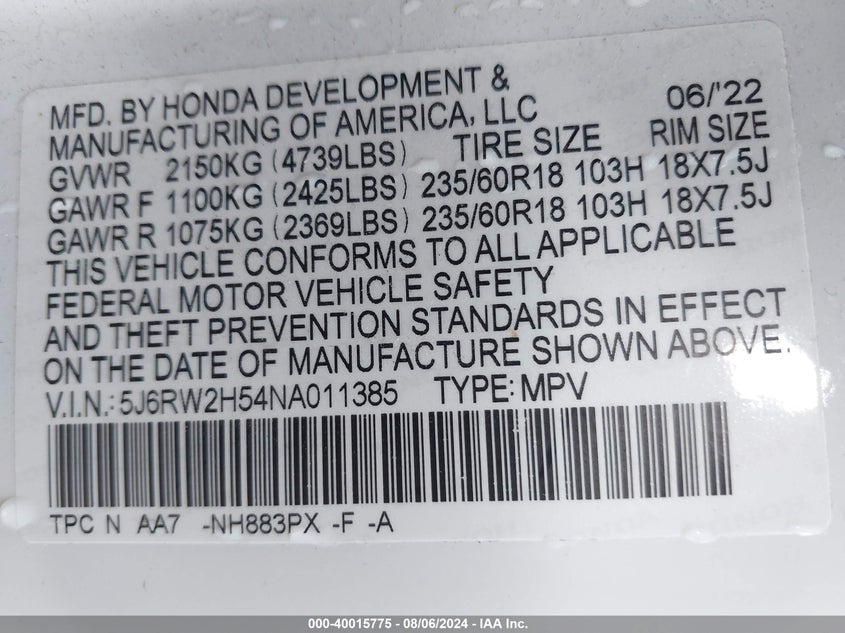 MFD. BY HONDA DEVELOPMENT &
MANUFACTURING OF AMERICA, LLC 06/'22
GVWR 2150KG (4739LBS) TIRE SIZE RIM SIZE
GAWR F 1100KG (2425LBS) 235/60R18 103H 18X7.5J
GAWR R 1075KG (2369LBS) 235/60R18 103H 18X7.5J
THIS VEHICLE CONFORMS TO ALL APPLICABLE
FEDERAL MOTOR VEHICLE SAFETY
AND THEFT PREVENTION STANDARDS IN EFFECT
ON THE DATE OF MANUFACTURE SHOWN ABOVE.
V.I.N.: 5J6RW2H54NA011385 TYPE: MPV
TPC N AA7 -NH883PX -F -A
000-40015775 - 08/06/2024 - IAA Inc.